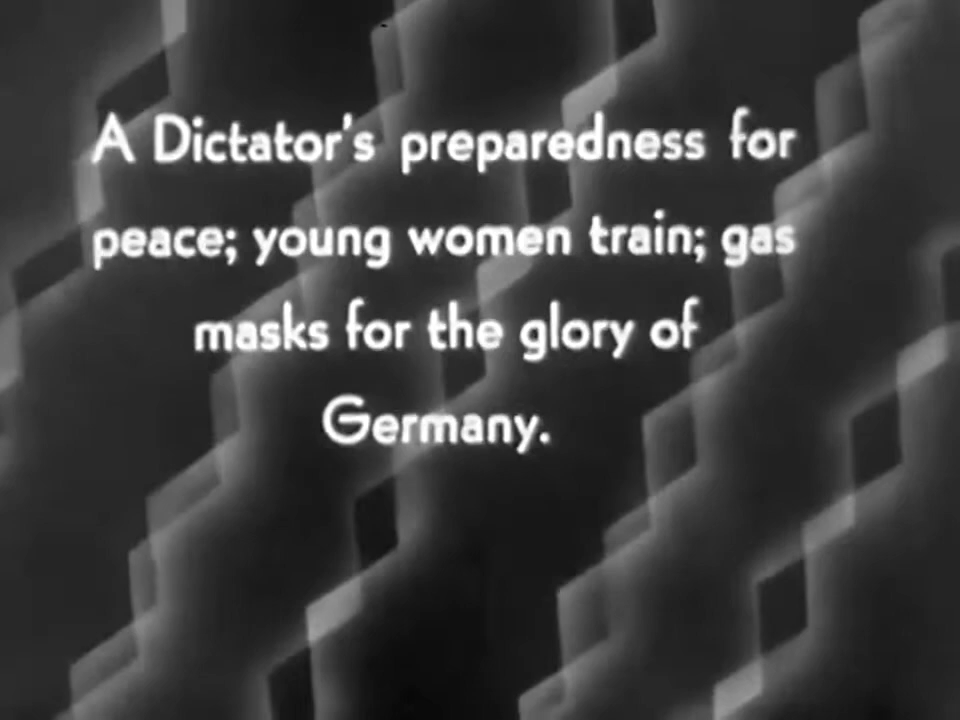 A Dictator's preparedness for
peace; young women train; gas
masks for the glory of
Germany.